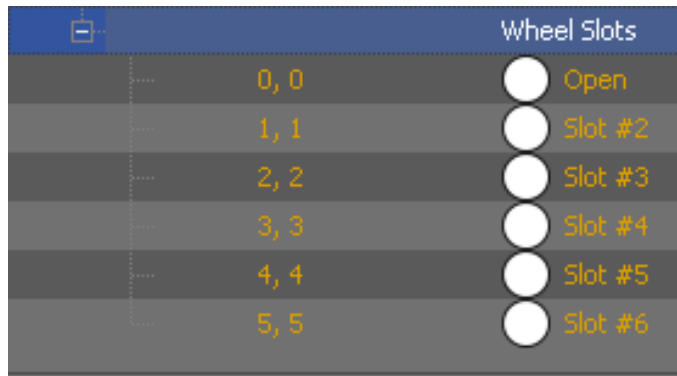 Wheel Slots
0, 0 Open
1, 1 Slot #2
2, 2 Slot #3
3, 3 Slot #4
4, 4 Slot #5
5, 5 Slot #6